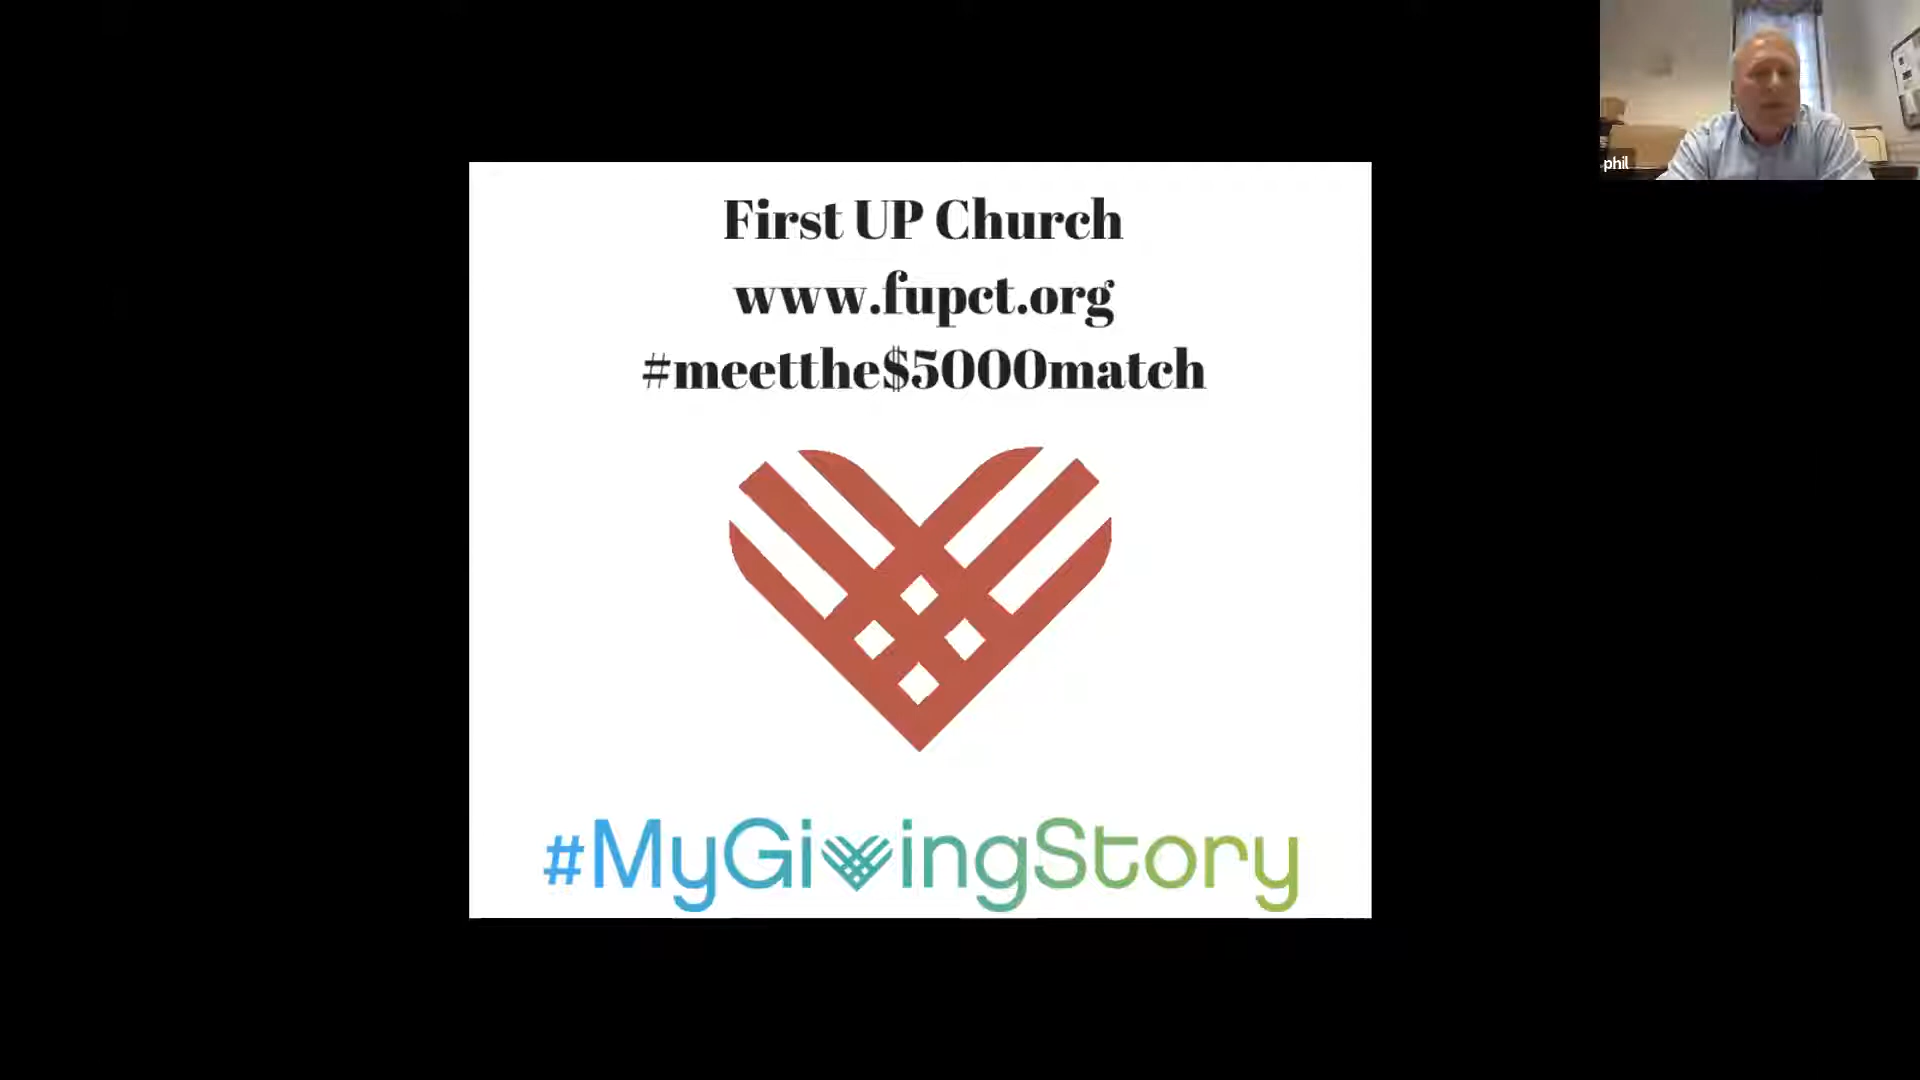 First UP Church
www.fupct.org
#meetthe$5000match
#MyGivingStory
phil